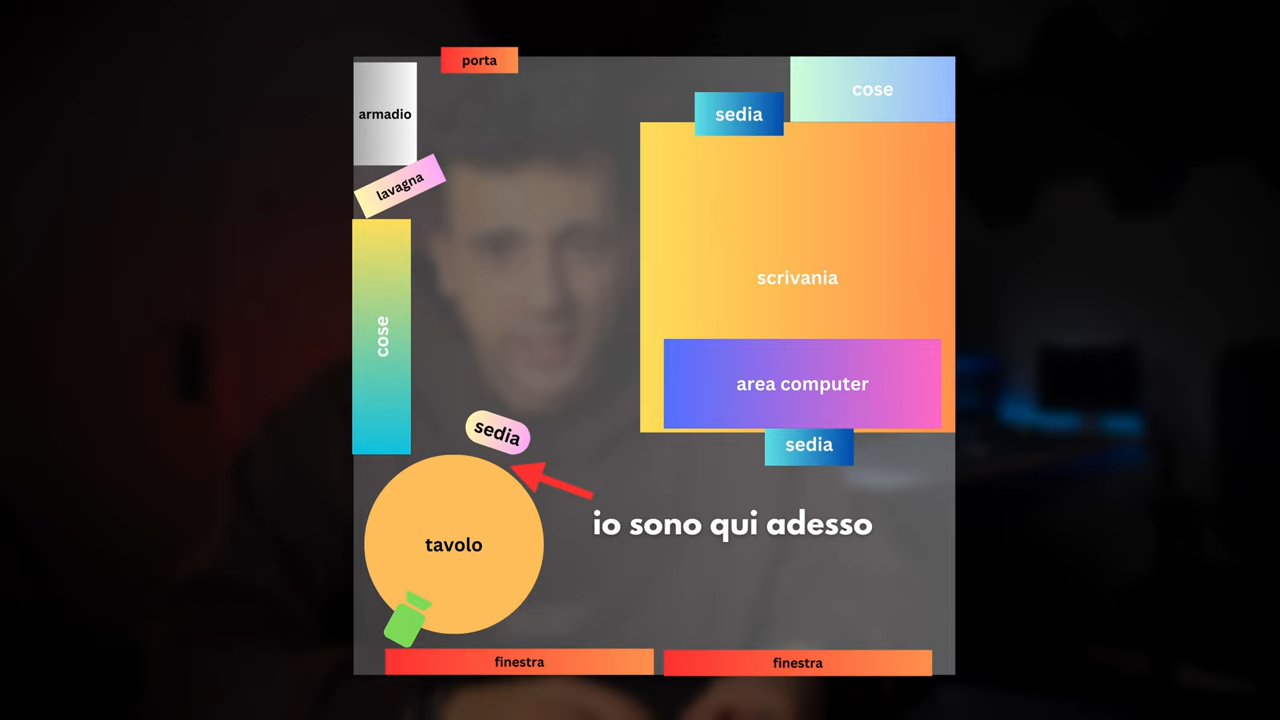 porta
armadio
cose
sedia
lavagna
scrivania
cose
area computer
sedia
sedia
io sono qui adesso
tavolo
finestra
finestra